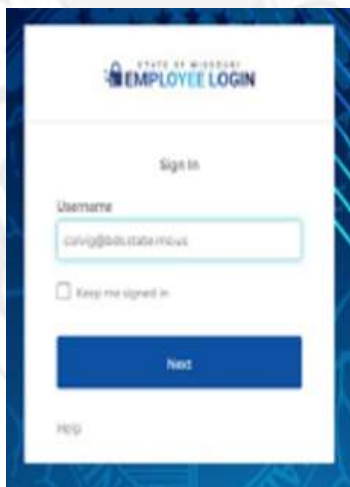 STATE OF MISSOURI
EMPLOYEE LOGIN
Sign In
Username
Keep me signed in
Next
Help